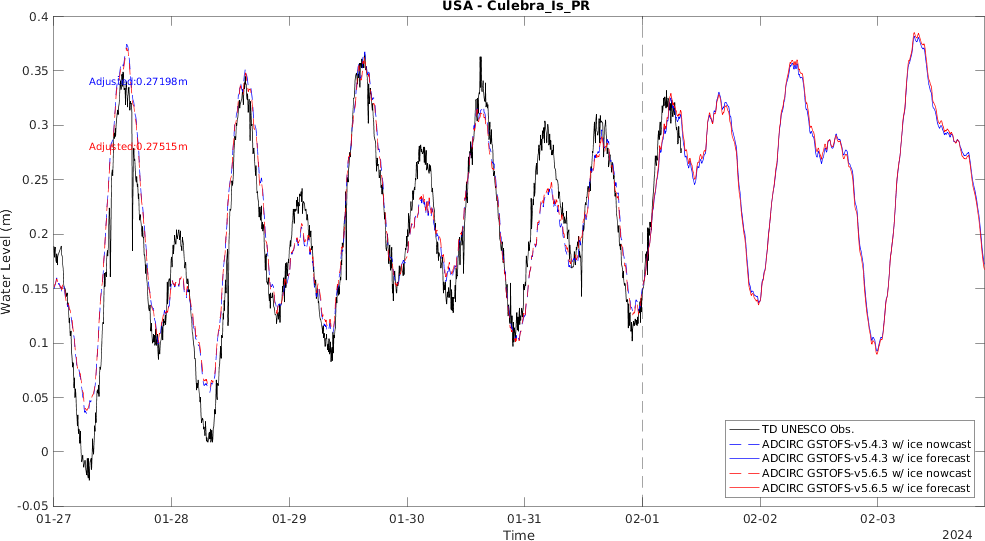 USA - Culebra_Is_PR
0.4
0.35
0.3
0.25
0.2
0.15
0.1
0.05
0
-0.05
Water Level (m)
Adjusted:0.27198m
Adjusted:0.27515m
TD UNESCO Obs.
ADCIRC GSTOFS-v5.4.3 w/ ice nowcast
ADCIRC GSTOFS-v5.4.3 w/ ice forecast
ADCIRC GSTOFS-v5.6.5 w/ ice nowcast
ADCIRC GSTOFS-v5.6.5 w/ ice forecast
01-27 01-28 01-29 01-30 01-31 02-01 02-02 02-03
Time
2024